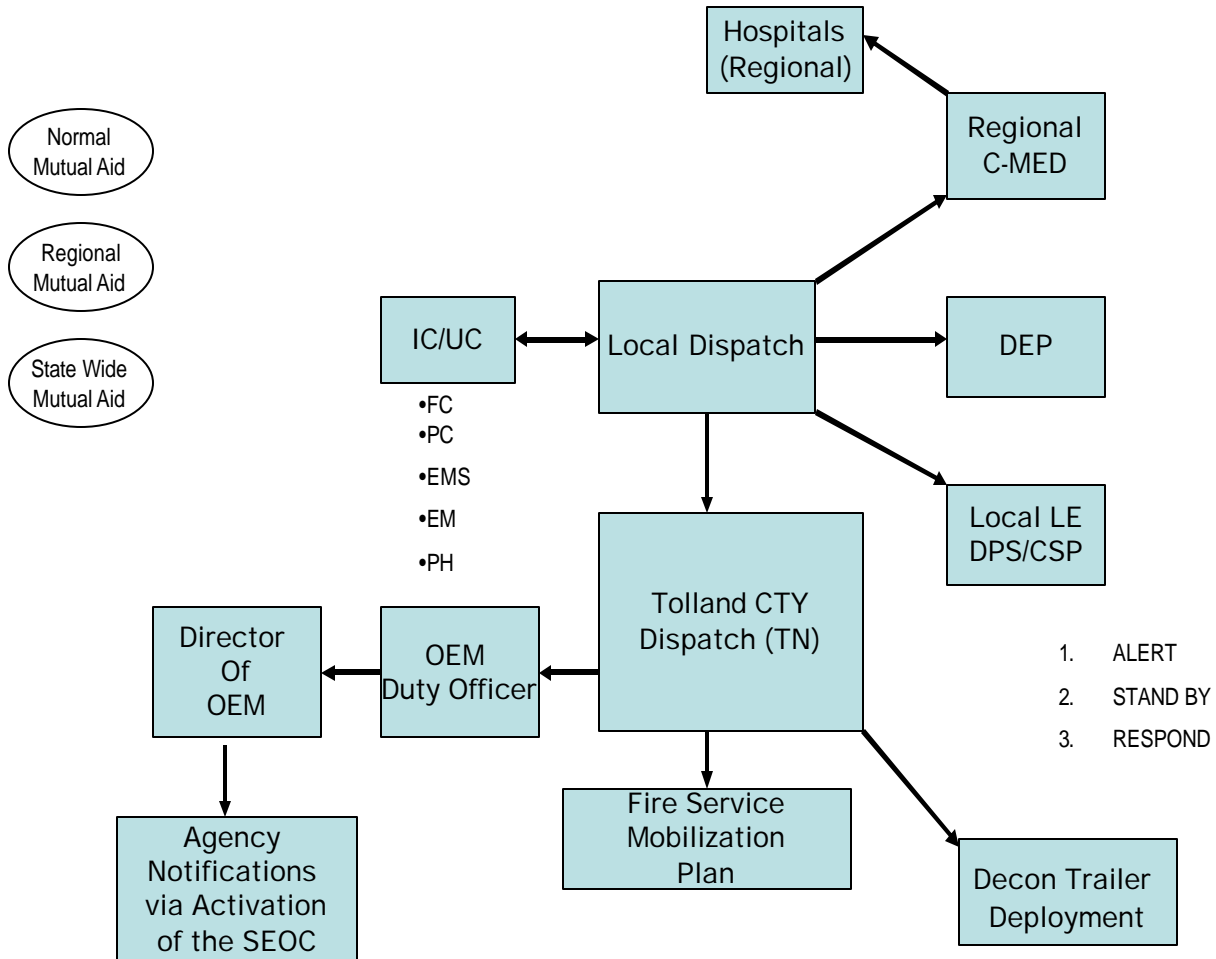 Hospitals
(Regional)
Normal
Mutual Aid
Regional
C-MED
Regional
Mutual Aid
IC/UC
Local Dispatch
DEP
State Wide
Mutual Aid
•FC
•PC
•EMS
•EM
•PH
Local LE
DPS/CSP
Tolland CTY
Dispatch (TN)
Director
Of
OEM
OEM
Duty Officer
1. ALERT
2. STAND BY
3. RESPOND
Fire Service
Mobilization
Plan
Agency
Notifications
via Activation
of the SEOC
Decon Trailer
Deployment